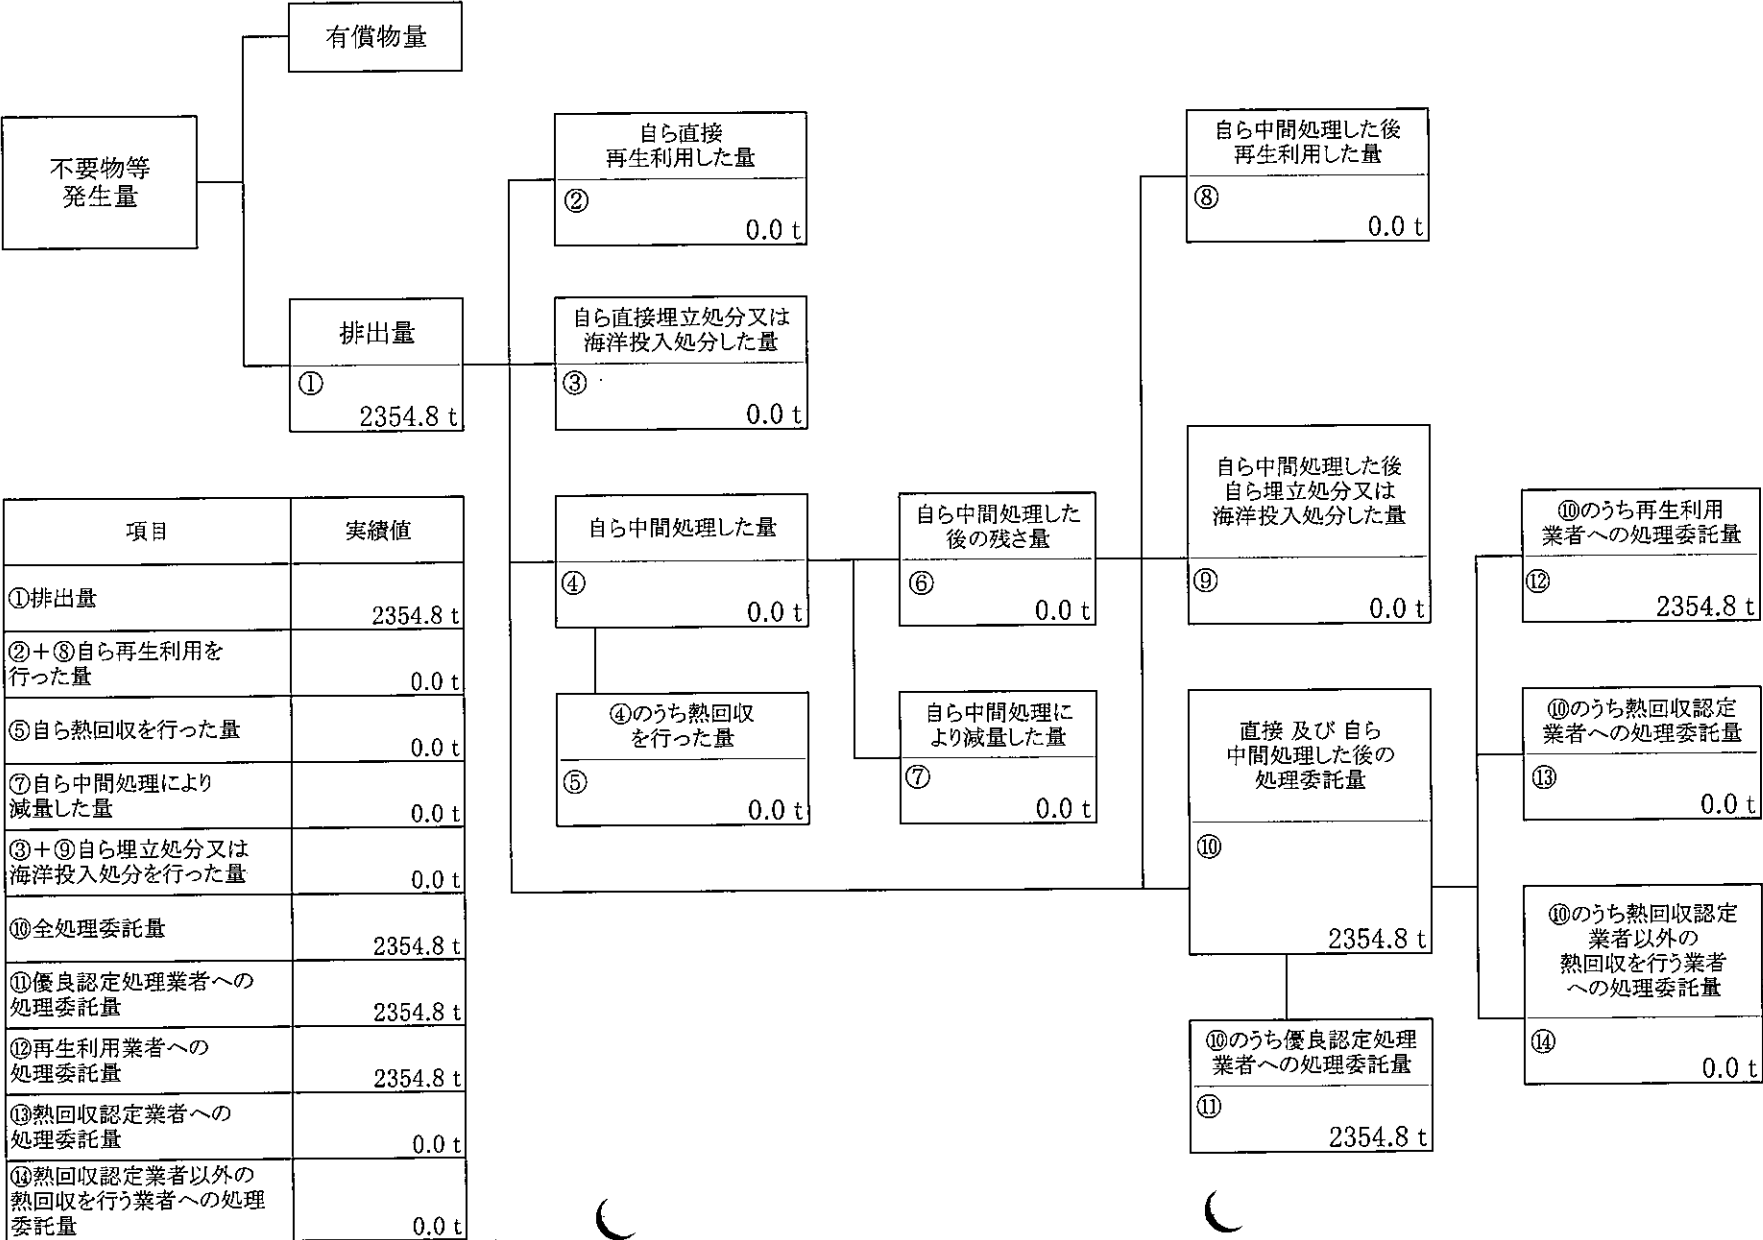 有償物量
不要物等
発生量
排出量
①
2354.8 t
自ら直接
再生利用した量
②
0.0 t
自ら直接埋立処分又は
海洋投入処分した量
③
0.0 t
自ら中間処理した量
④
0.0 t
④のうち熱回収
を行った量
⑤
0.0 t
自ら中間処理した
後の残さ量
⑥
0.0 t
自ら中間処理に
より減量した量
⑦
0.0 t
自ら中間処理した後
再生利用した量
⑧
0.0 t
自ら中間処理した後
自ら埋立処分又は
海洋投入処分した量
⑨
0.0 t
直接 及び 自ら
中間処理した後の
処理委託量
⑩
2354.8 t
⑩のうち優良認定処理
業者への処理委託量
⑪
2354.8 t
⑩のうち再生利用
業者への処理委託量
⑫
2354.8 t
⑩のうち熱回収認定
業者への処理委託量
⑬
0.0 t
⑩のうち熱回収認定
業者以外の
熱回収を行う業者
への処理委託量
⑭
0.0 t
項目 実績値
①排出量
2354.8 t
②＋⑧自ら再生利用を
行った量
0.0 t
⑤自ら熱回収を行った量
0.0 t
⑦自ら中間処理により
減量した量
0.0 t
③＋⑨自ら埋立処分又は
海洋投入処分を行った量
0.0 t
⑩全処理委託量
2354.8 t
⑪優良認定処理業者への
処理委託量
2354.8 t
⑫再生利用業者への
処理委託量
2354.8 t
⑬熱回収認定業者への
処理委託量
0.0 t
⑭熱回収認定業者以外の
熱回収を行う業者への処理
委託量
0.0 t